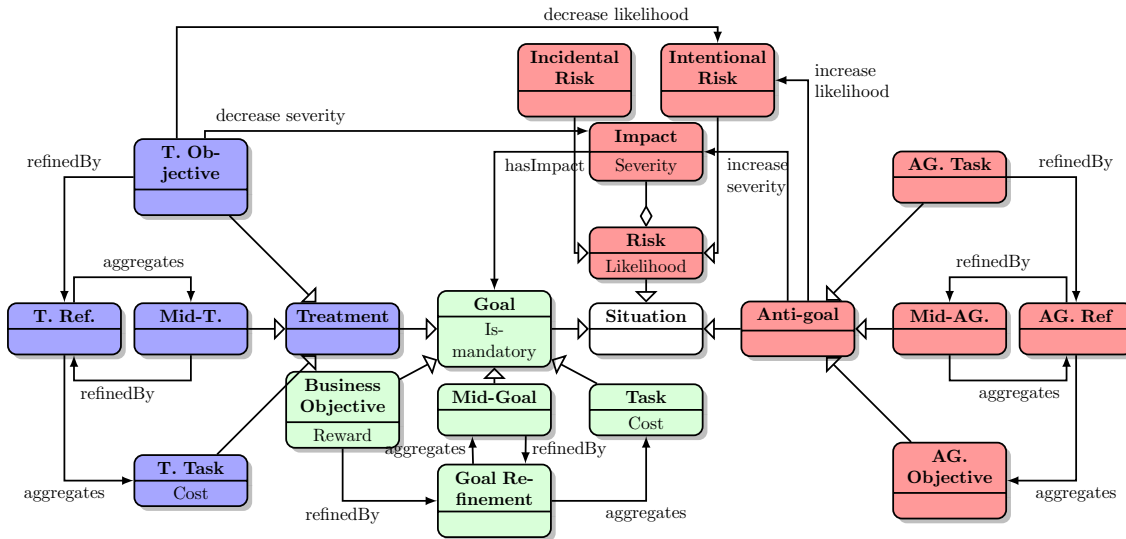 decrease likelihood
Incidental
Risk
Intentional
Risk
increase
likelihood
decrease severity
Impact
Severity
hasImpact
increase
severity
refinedBy
T. Ob-
jective
AG. Task
refinedBy
Risk
Likelihood
aggregates
refinedBy
T. Ref.
Mid-T.
Treatment
Goal
Is-
mandatory
Situation
Anti-goal
Mid-AG.
AG. Ref
refinedBy
aggregates
Business
Objective
Reward
Mid-Goal
Task
Cost
aggregates
refinedBy
T. Task
Cost
aggregates
Goal Re-
finement
refinedBy
aggregates
AG.
Objective
aggregates